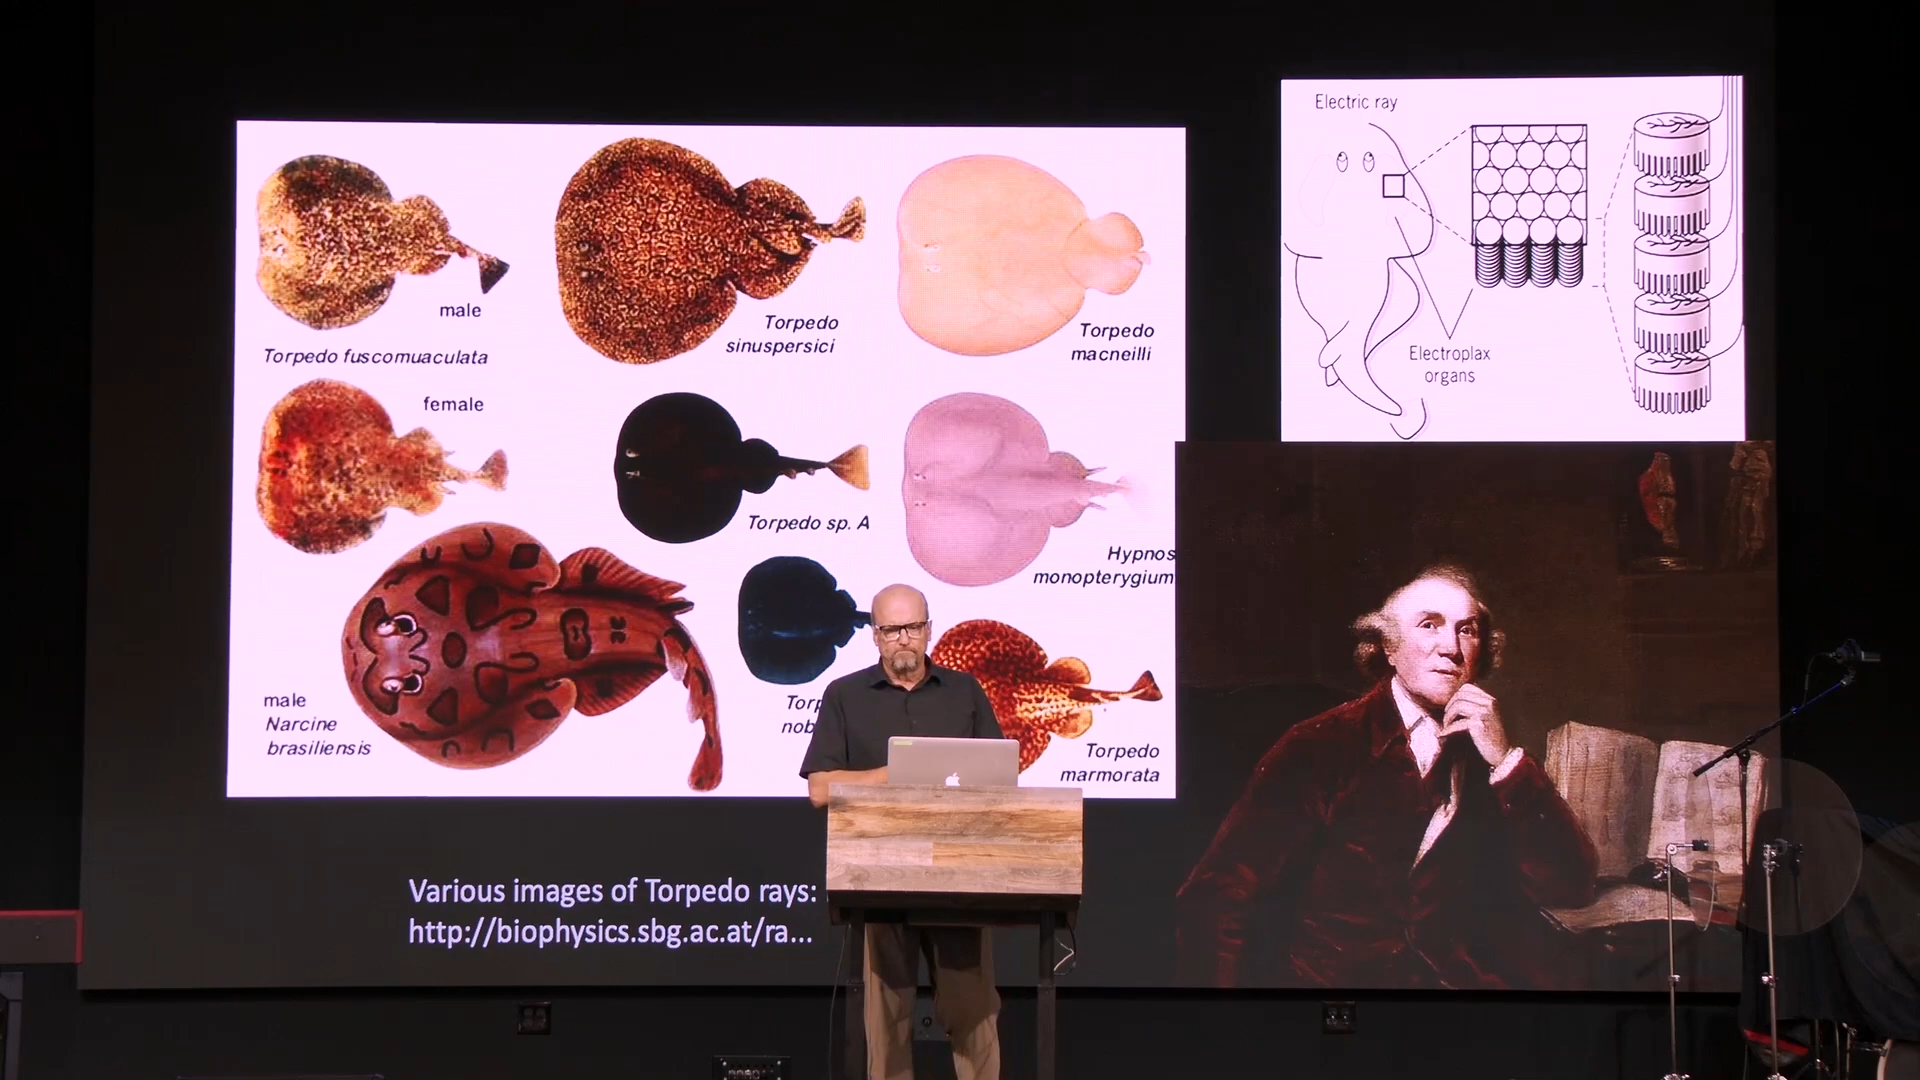 male
Torpedo fuscomuaculata
Torpedo
sinuspersici
Torpedo
macneilli
female
Torpedo sp. A
Hypnos
monopterygium
male
Narcine
brasiliensis
Torpedo
marmorata
Electric ray
Electroplax
organs
Various images of Torpedo rays:
http://biophysics.sbg.ac.at/ra...